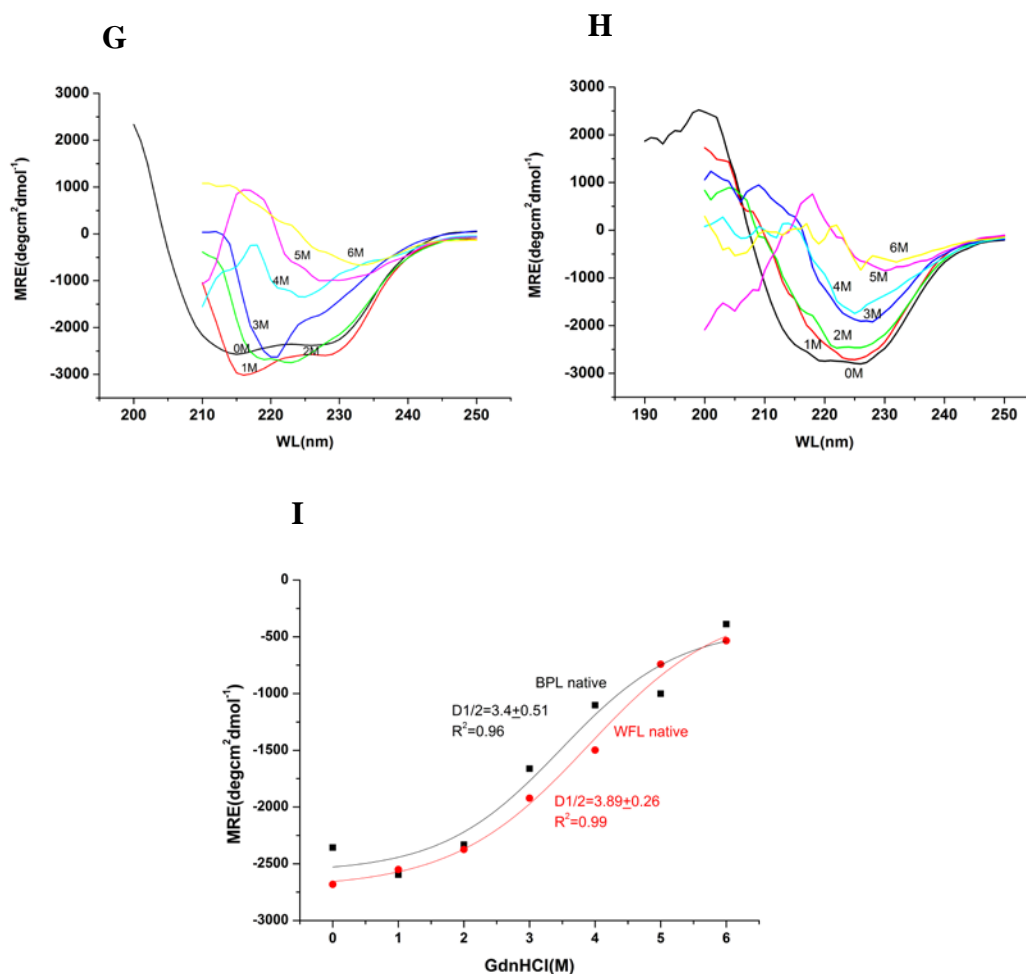 G
H
3000
2000
1000
0
-1000
-2000
-3000
MRE(degcm²dmol⁻¹)
200
210
220
230
240
250
WL(nm)
0M
1M
2M
3M
4M
5M
6M
3000
2000
1000
0
-1000
-2000
-3000
MRE(degcm²dmol⁻¹)
190
200
210
220
230
240
250
WL(nm)
0M
1M
2M
3M
4M
5M
6M
I
0
-500
-1000
-1500
-2000
-2500
-3000
MRE(degcm²dmol⁻¹)
BPL native
D1/2=3.4±0.51
R²=0.96
WFL native
D1/2=3.89±0.26
R²=0.99
0
1
2
3
4
5
6
GdnHCl(M)